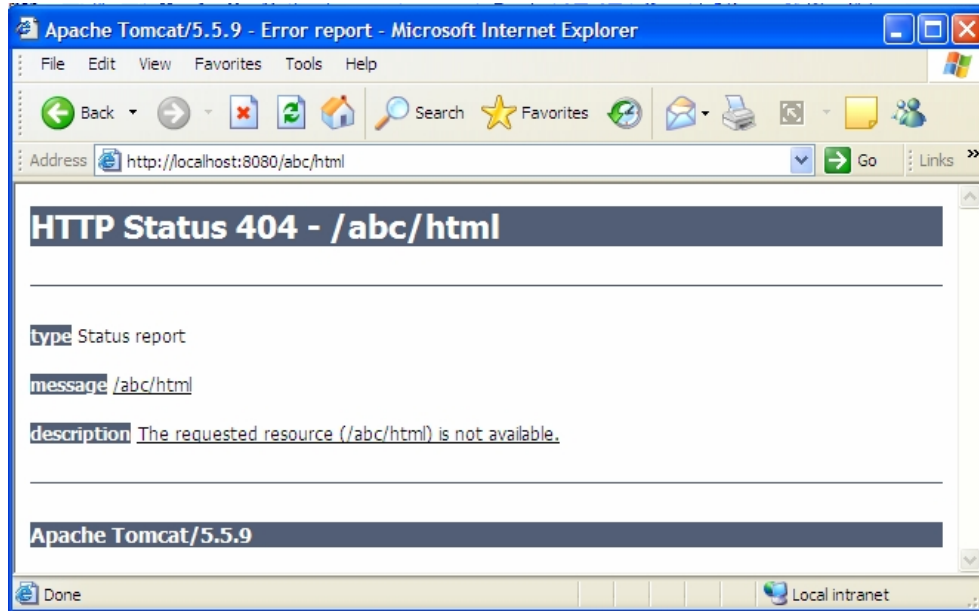 Apache Tomcat/5.5.9 - Error report - Microsoft Internet Explorer
File Edit View Favorites Tools Help
Back Search Favorites
Address http://localhost:8080/abc/html Go Links »
HTTP Status 404 - /abc/html
type Status report
message /abc/html
description The requested resource (/abc/html) is not available.
Apache Tomcat/5.5.9
Done Local intranet